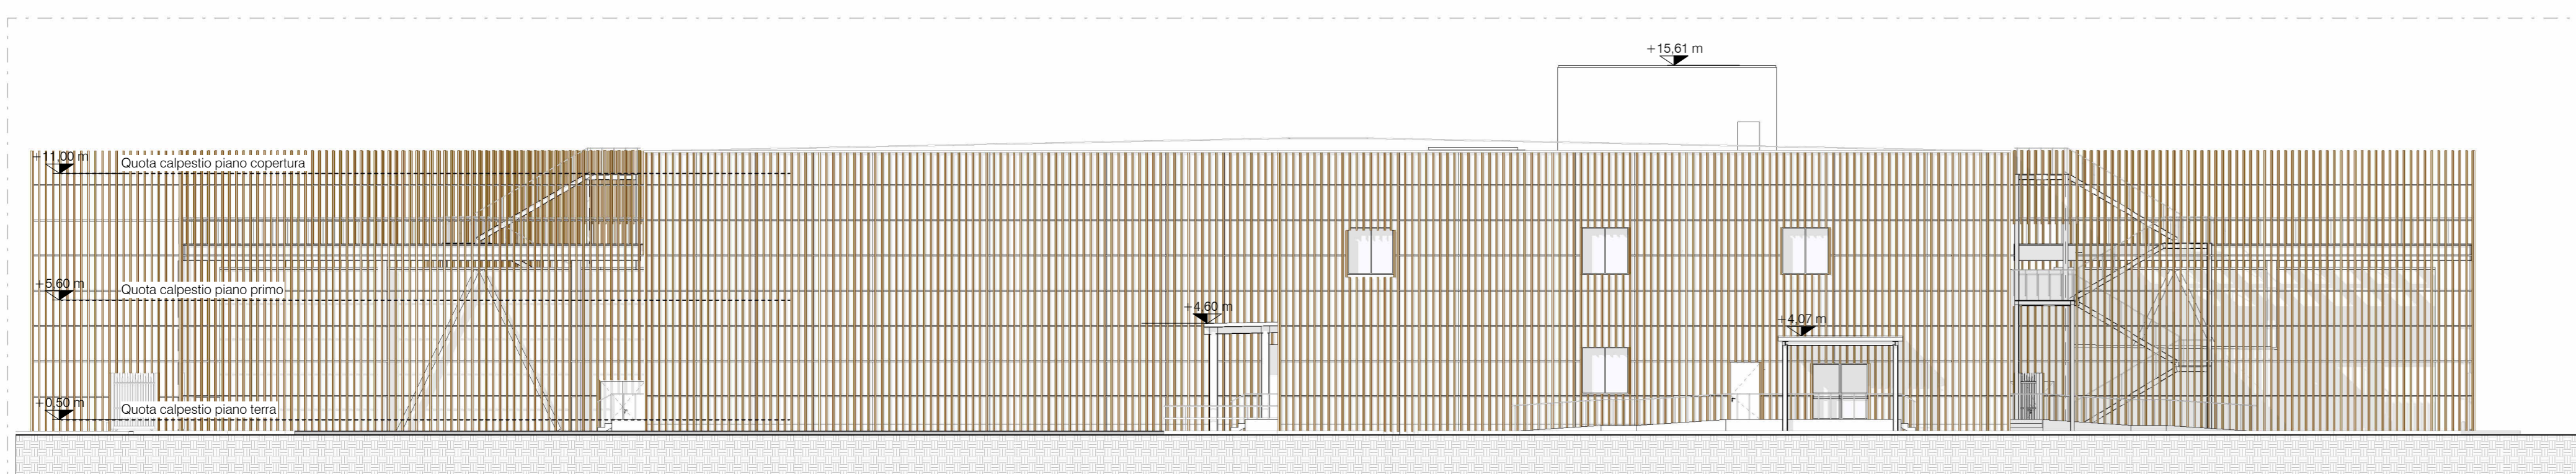 +15,61 m
+11,00 m
Quota calpestio piano copertura
+5,60 m
Quota calpestio piano primo
+4,60 m
+4,07 m
+0,50 m
Quota calpestio piano terra